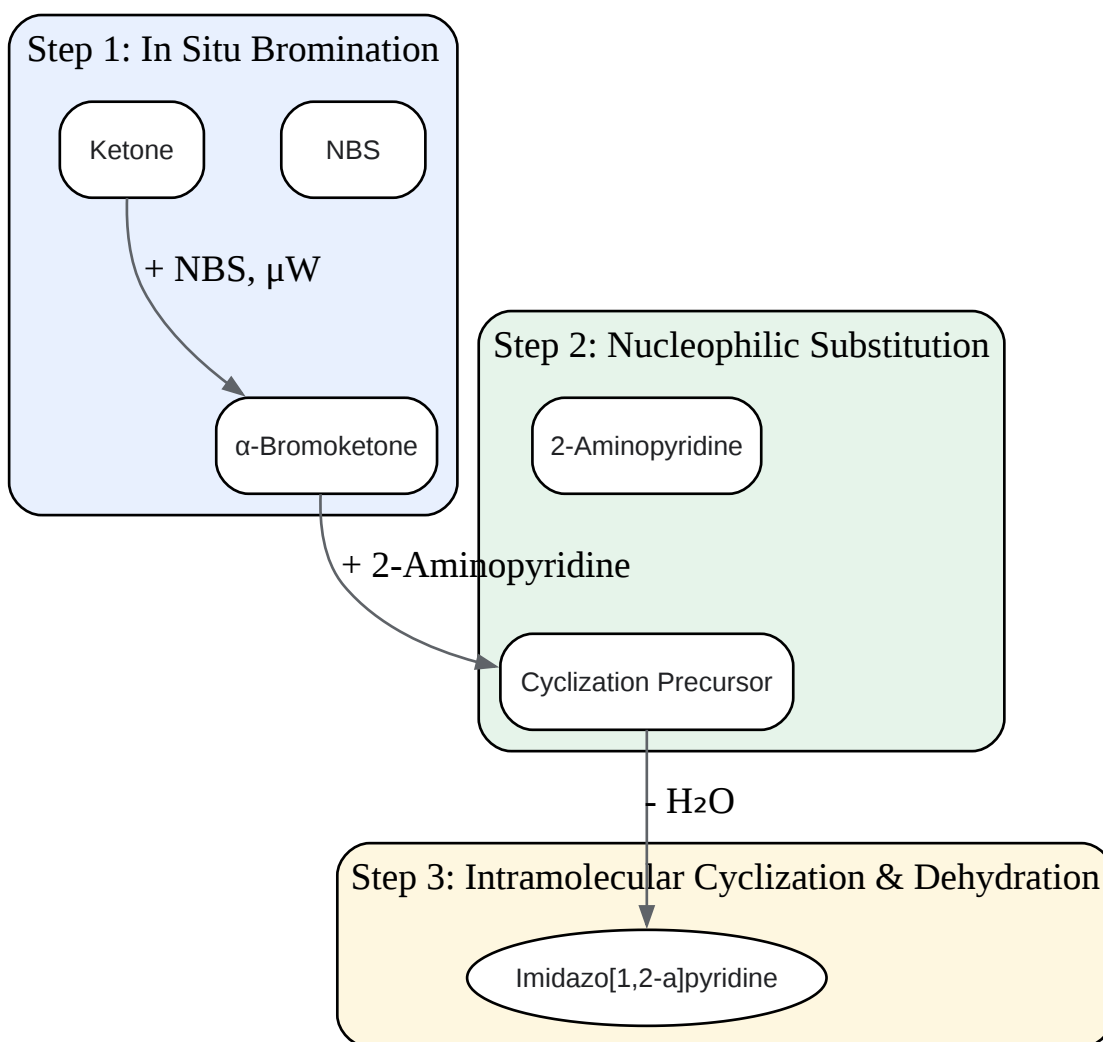 Step 1: In Situ Bromination
Ketone
NBS
+ NBS, μW
α-Bromoketone
Step 2: Nucleophilic Substitution
2-Aminopyridine
+ 2-Aminopyridine
Cyclization Precursor
- H₂O
Step 3: Intramolecular Cyclization & Dehydration
Imidazo[1,2-a]pyridine